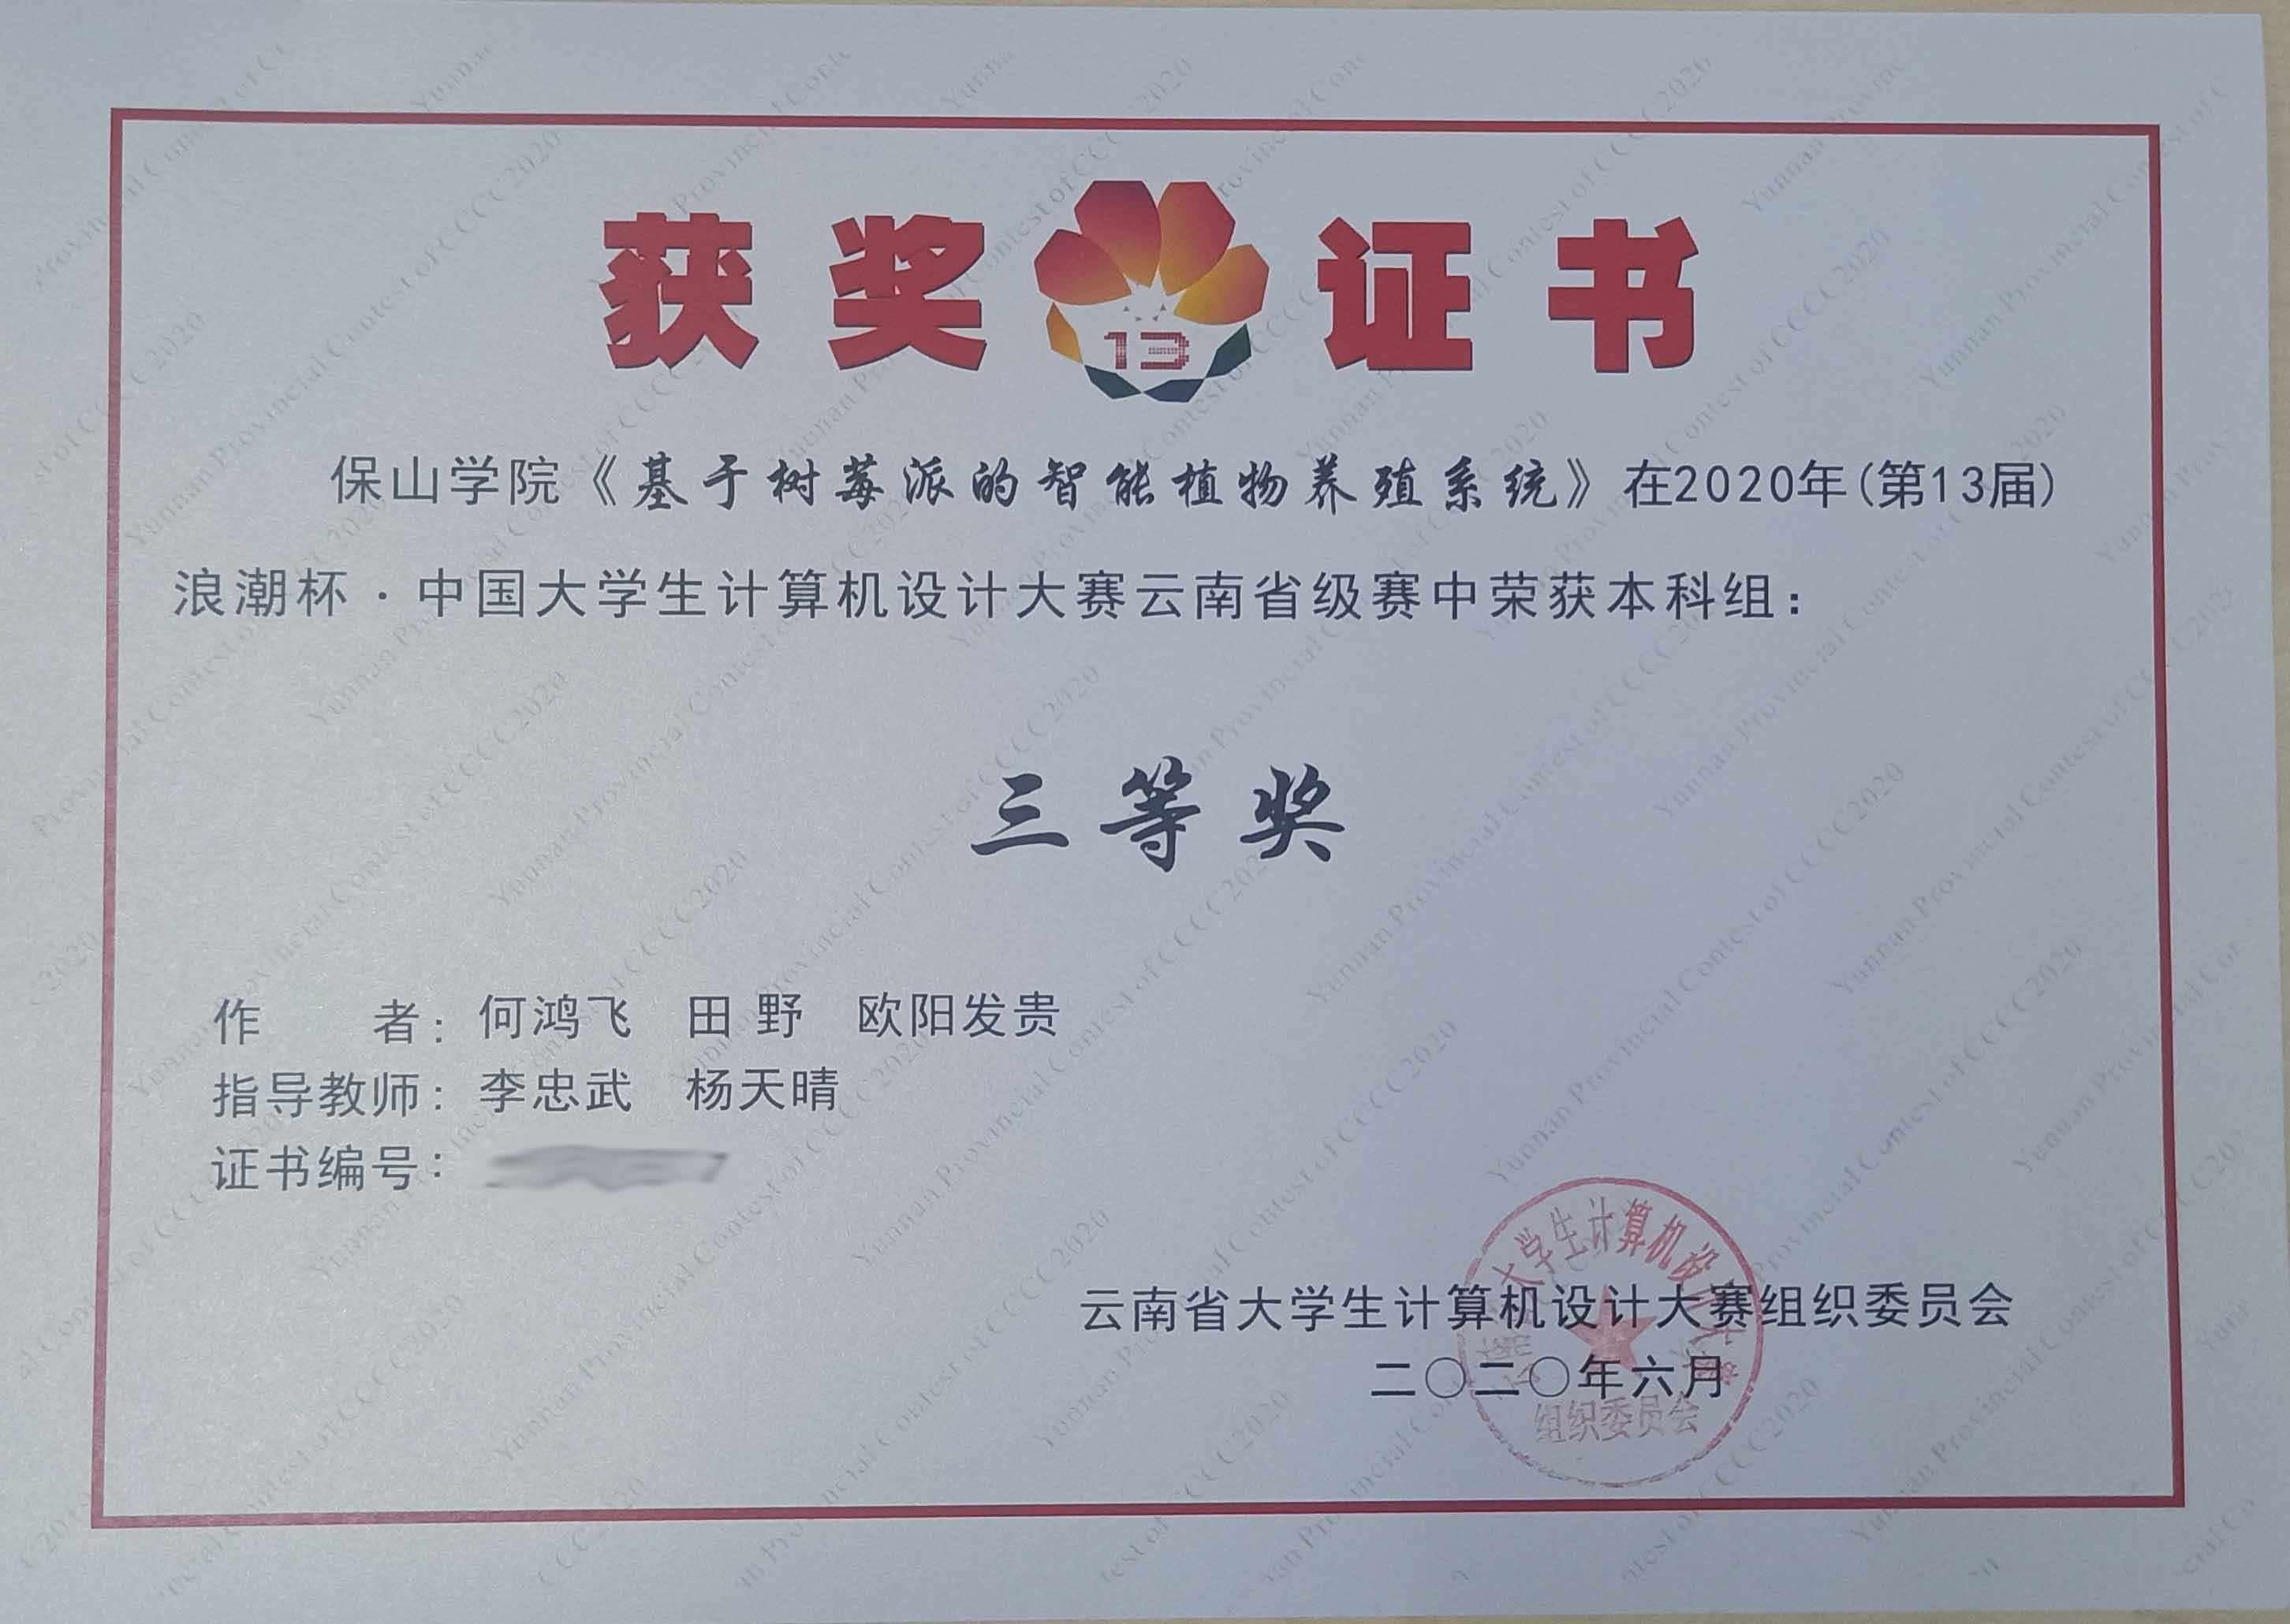 获奖证书
13
保山学院《基于树莓派的智能植物养殖系统》在2020年(第13届)
浪潮杯·中国大学生计算机设计大赛云南省级赛中荣获本科组:
三等奖
作者: 何鸿飞 田野 欧阳发贵
指导教师: 李忠武 杨天晴
证书编号:
云南省大学生计算机设计大赛组织委员会
二〇二〇年六月
大学生计算机设
组织委员会
Yunnan Provincial Contest of CCCC2020